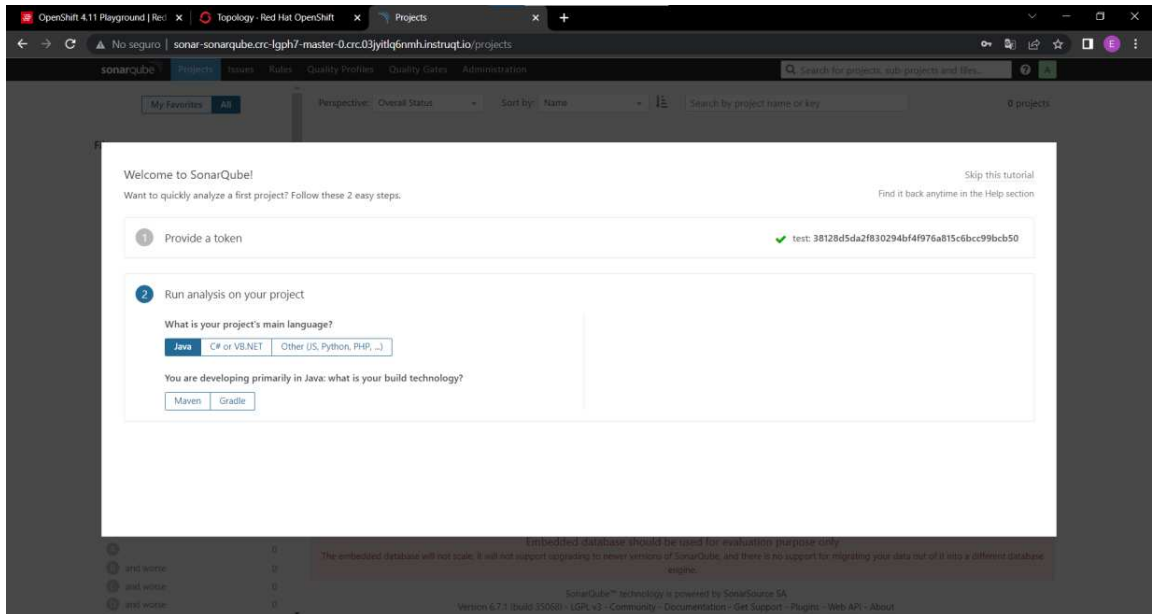 OpenShift 4.11 Playground | Red
Topology · Red Hat OpenShift
Projects
No seguro | sonar-sonarqube.crc-lgph7-master-0.crc.03jyitlq6nmh.instruqt.io/projects
E
sonarqube Projects Issues Rules Quality Profiles Quality Gates Administration
Search for projects, sub-projects and files...
A
My Favorites All
Perspective: Overall Status
Sort by: Name
Search by project name or key
0 projects
Welcome to SonarQube!
Skip this tutorial
Want to quickly analyze a first project? Follow these 2 easy steps.
Find it back anytime in the Help section
1 Provide a token
test: 38128d5da2f830294bf4f976a815c6bcc99bcb50
2 Run analysis on your project
What is your project's main language?
Java C# or VB.NET Other (JS, Python, PHP, ...)
You are developing primarily in Java: what is your build technology?
Maven Gradle
Embedded database should be used for evaluation purpose only
The embedded database will not scale, it will not support upgrading to newer versions of SonarQube, and there is no support for migrating your data out of it into a different database
engine.
and worse 0
and worse 0
and worse 0
SonarQube™ technology is powered by SonarSource SA
Version 6.7.1 (build 35068) - LGPL v3 - Community - Documentation - Get Support - Plugins - Web API - About